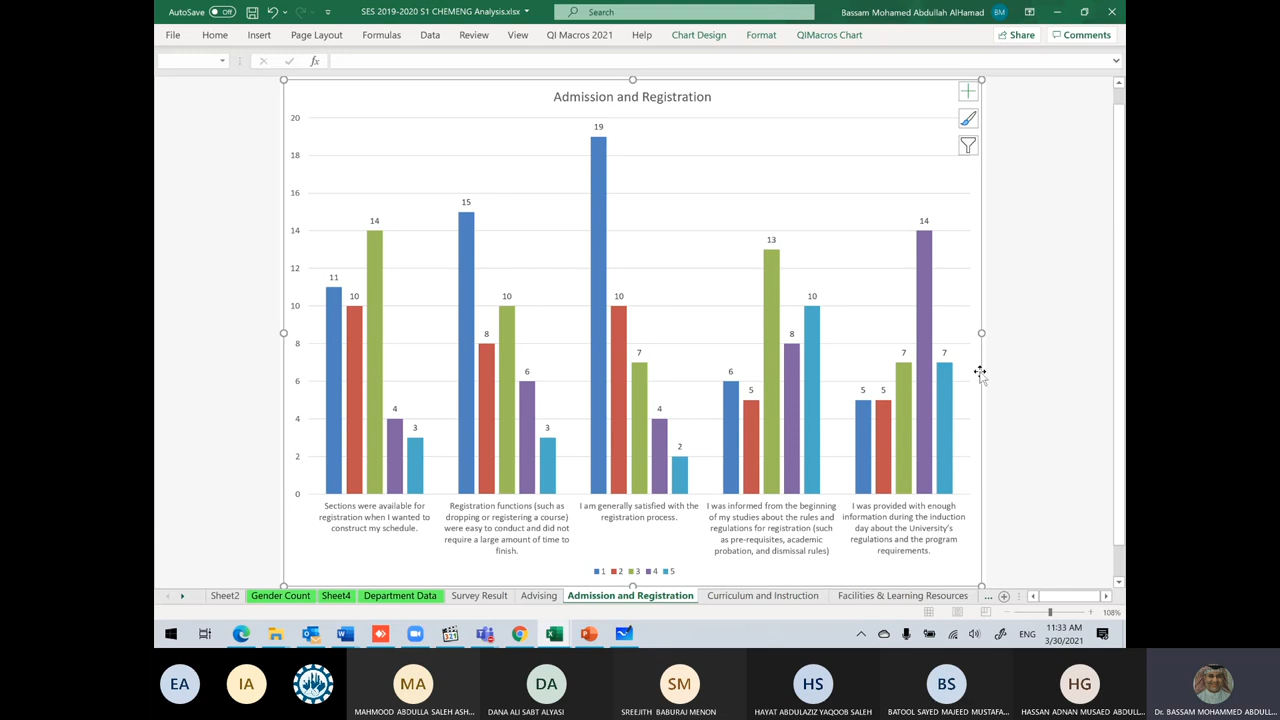 AutoSave Off SES 2019-2020 S1 CHEMENG Analysis.xlsx Search Bassam Mohamed Abdullah AlHamad BM
File Home Insert Page Layout Formulas Data Review View QI Macros 2021 Help Chart Design Format QIMacros Chart Share Comments
fx
Admission and Registration
20
18
16
14
12
10
8
6
4
2
0
11 10 14 4 3
15 8 10 6 3
19 10 7 4 2
6 5 13 8 10
5 5 7 14 7
Sections were available for
registration when I wanted to
construct my schedule.
Registration functions (such as
dropping or registering a course)
were easy to conduct and did not
require a large amount of time to
finish.
I am generally satisfied with the
registration process.
I was informed from the beginning
of my studies about the rules and
regulations for registration (such
as pre-requisites, academic
probation, and dismissal rules)
I was provided with enough
information during the induction
day about the University's
regulations and the program
requirements.
1 2 3 4 5
Sheet2 Gender Count Sheet4 Department Data Survey Result Advising Admission and Registration Curriculum and Instruction Facilities & Learning Resources ...
108%
ENG
11:33 AM
3/30/2021
EA IA MA DA SM HS BS HG
MAHMOOD ABDULLA SALEH ASH... DANA ALI SABT ALYASI SREEJITH BABURAJ MENON HAYAT ABDULAZIZ YAQOOB SALEH BATOOL SAYED MAJEED MUSTAFA... HASSAN ADNAN MUSAED ABDULL... Dr. BASSAM MOHAMMED ABDULL...